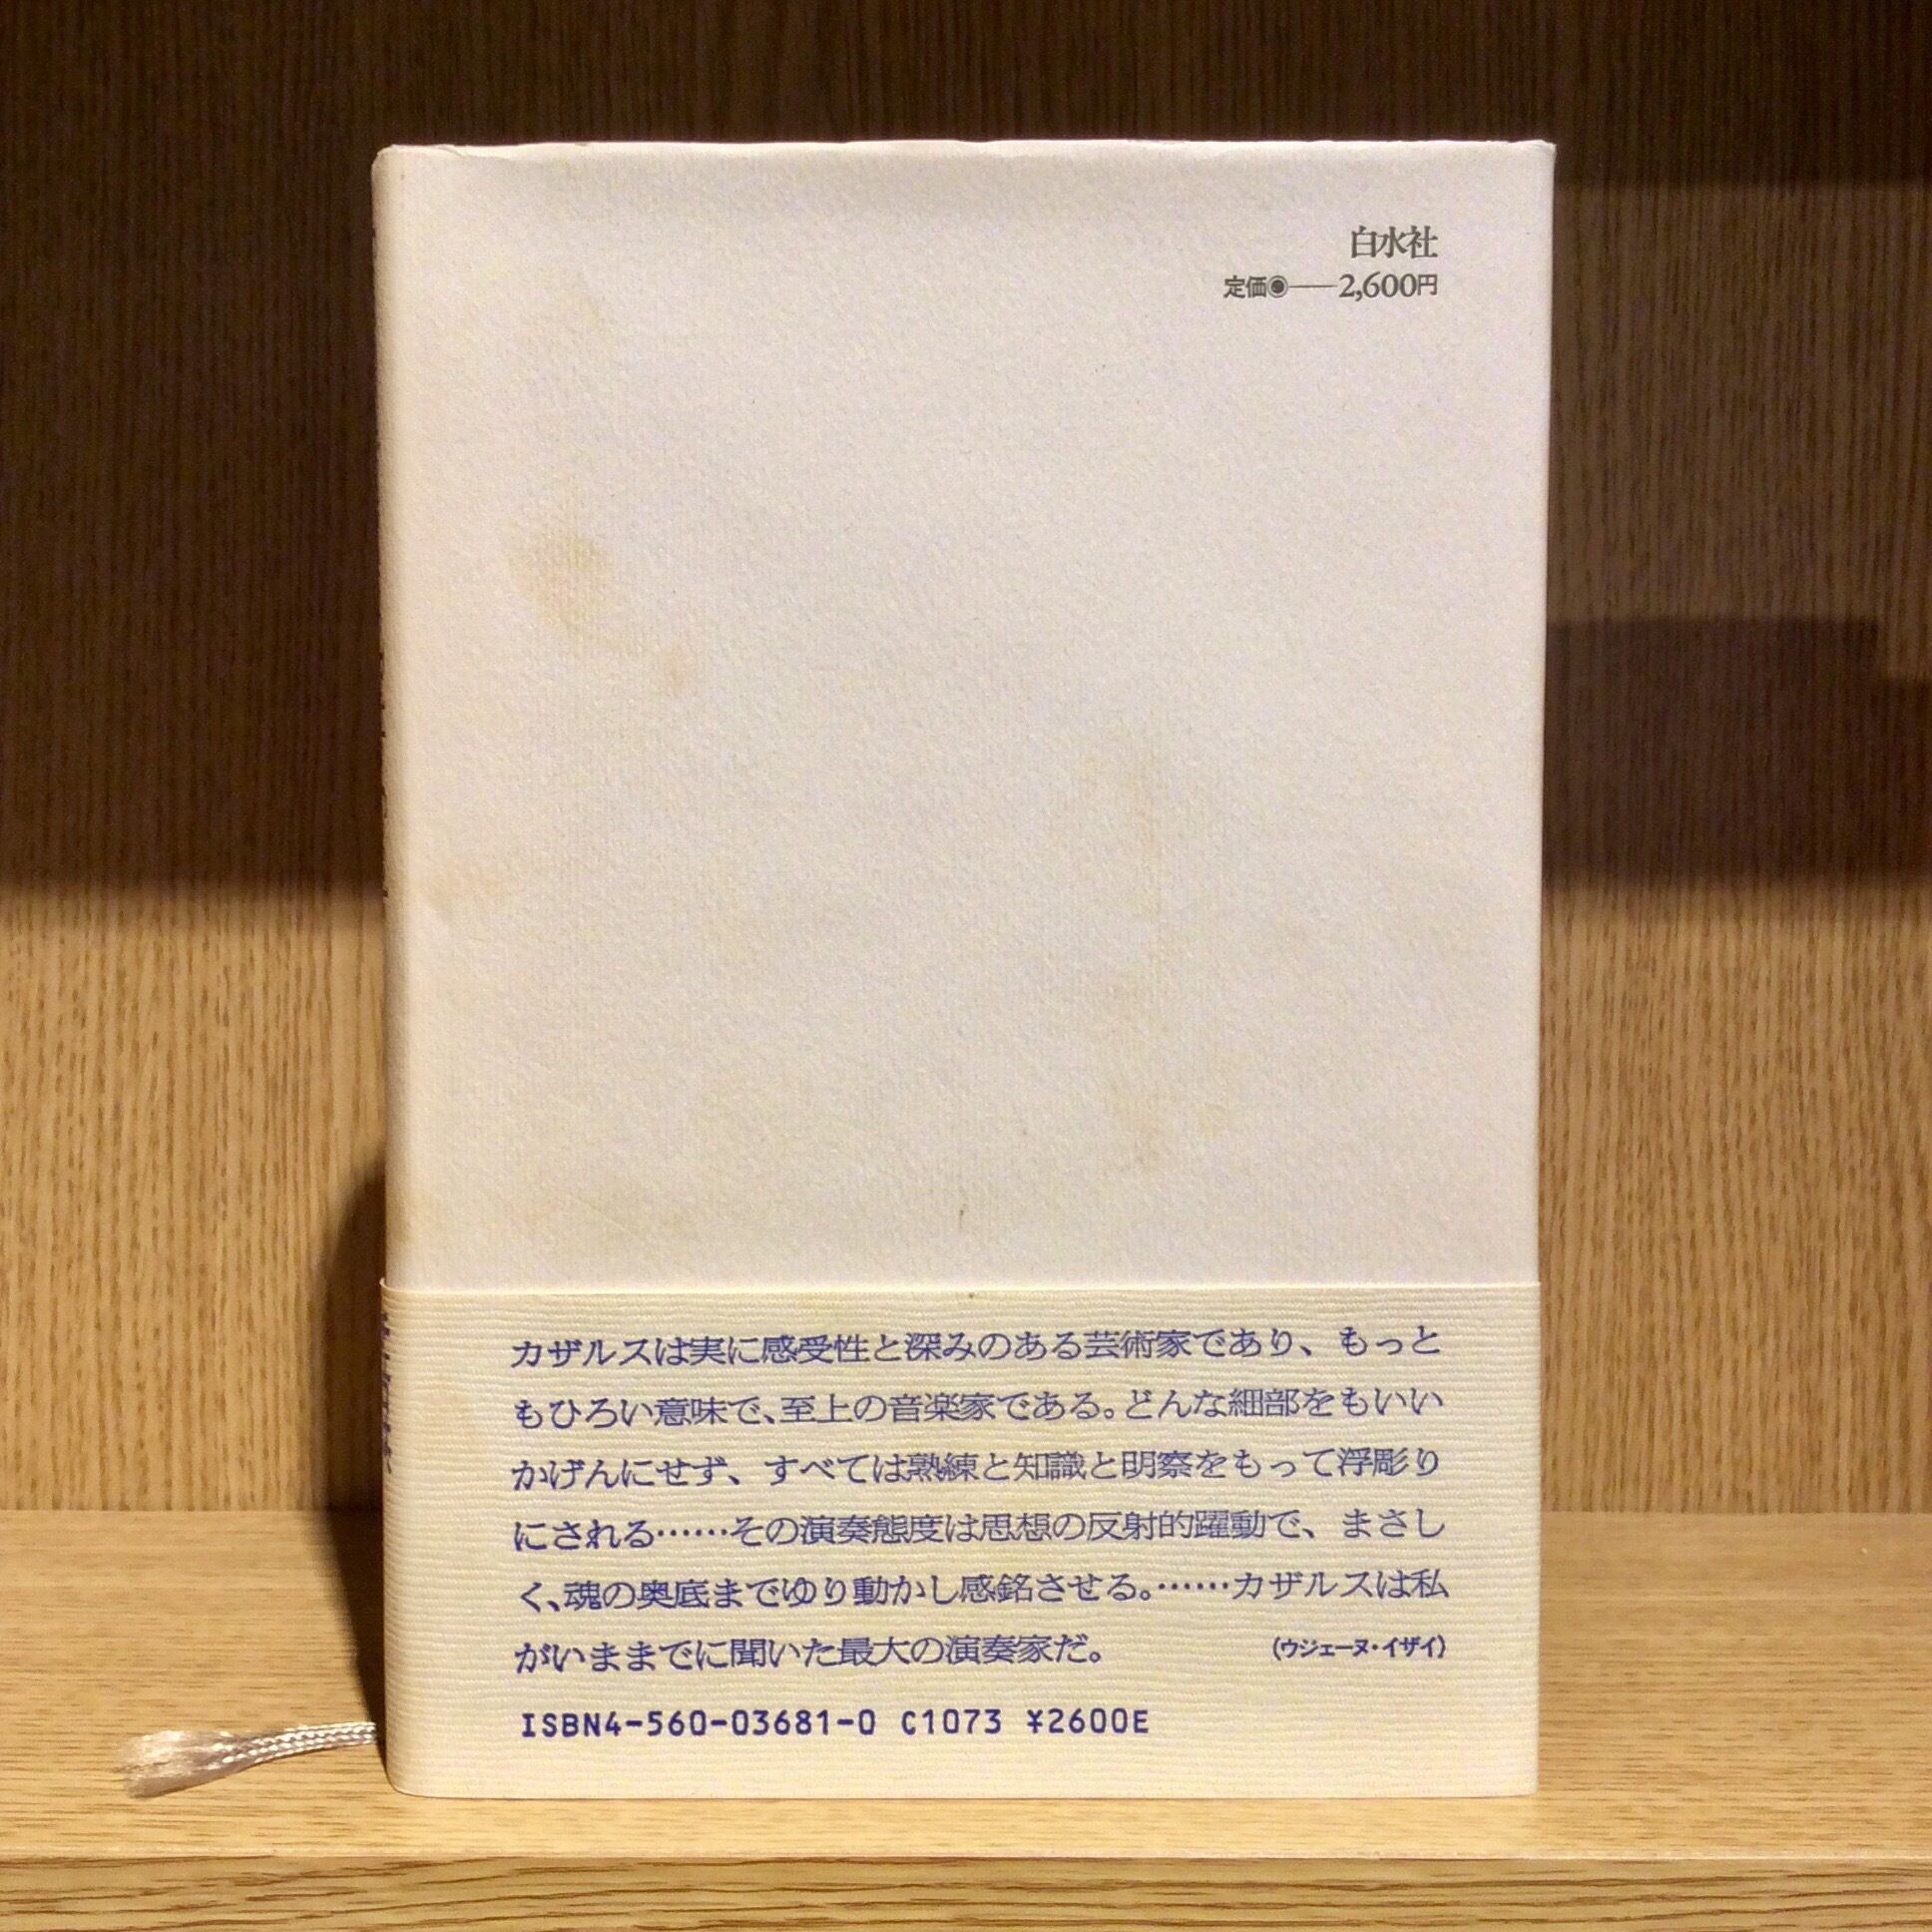 白水社
定価◉──2,600円
カザルスは実に感受性と深みのある芸術家であり、もっと
もひろい意味で、至上の音楽家である。どんな細部をもいい
かげんにせず、すべては熟練と知識と明察をもって浮彫り
にされる……その演奏態度は思想の反射的躍動で、まさし
く、魂の奥底までゆり動かし感銘させる。……カザルスは私
がいままでに聞いた最大の演奏家だ。 (ウジェーヌ・イザイ)
ISBN4-560-03681-0 C1073 ¥2600E